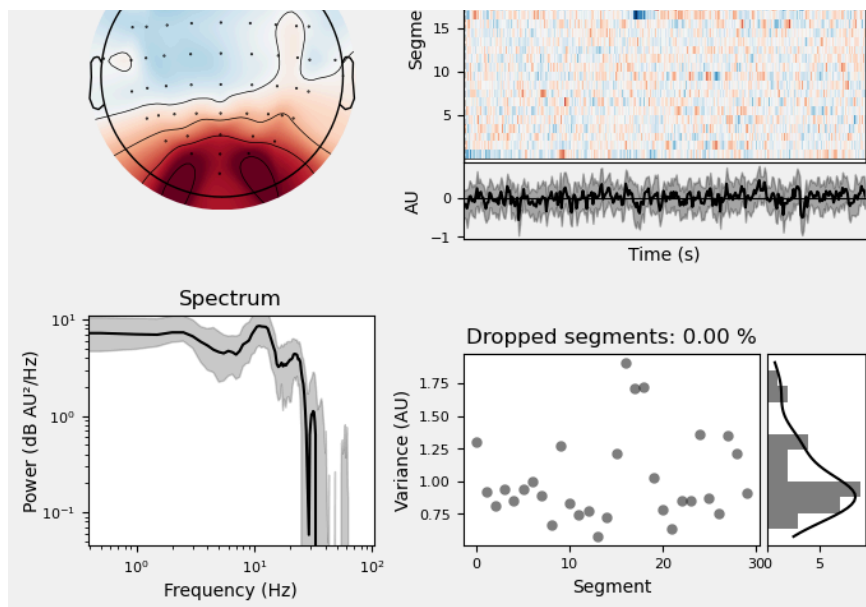 Segme
15
10
5
AU
0
−1
Time (s)
Spectrum
Power (dB AU²/Hz)
10¹
10⁰
10⁻¹
10⁰
10¹
10²
Frequency (Hz)
Dropped segments: 0.00 %
Variance (AU)
1.75
1.50
1.25
1.00
0.75
0
10
20
30
Segment
0
5